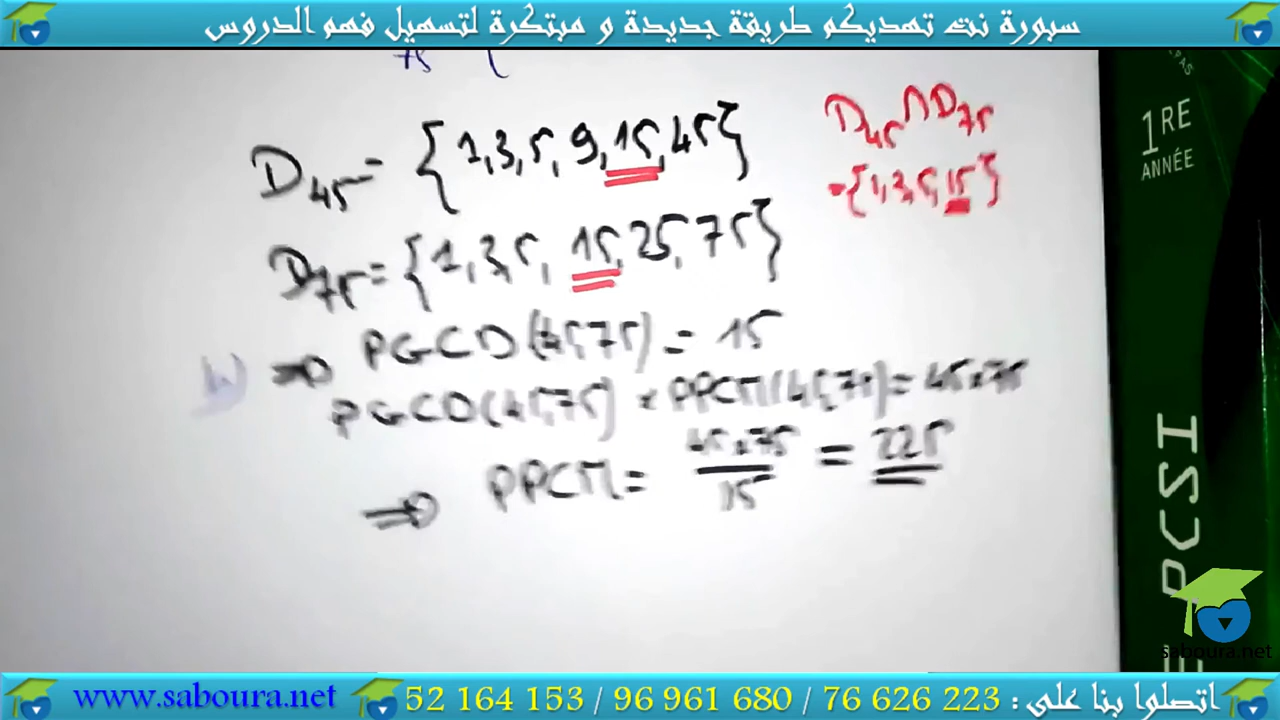 سبورة نت تهديكم طريقة جديدة و مبتكرة لتسهيل فهم الدروس
75 {
D45 = {1,3,5,9,15,45}
D45∩D75
={1,3,5,15}
D75={1,3,5,15,25,75}
⇒ PGCD(45,75) = 15
PGCD(45,75) × PPCM(45,75)=45×75
⇒ PPCM= 45×75/15 = 225
1RE
ANNÉE
saboura.net
www.saboura.net
52 164 153 / 96 961 680 / 76 626 223 : اتصلوا بنا على